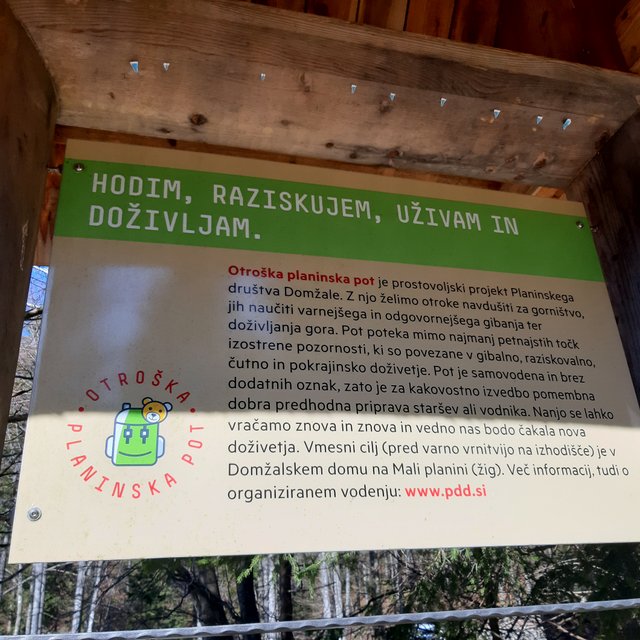 HODIM, RAZISKUJEM, UŽIVAM IN
DOŽIVLJAM.
Otroška planinska pot je prostovoljski projekt Planinskega
društva Domžale. Z njo želimo otroke navdušiti za gorništvo,
jih naučiti varnejšega in odgovornejšega gibanja ter
doživljanja gora. Pot poteka mimo najmanj petnajstih točk
izostrene pozornosti, ki so povezane v gibalno, raziskovalno,
čutno in pokrajinsko doživetje. Pot je samovodena in brez
dodatnih oznak, zato je za kakovostno izvedbo pomembna
dobra predhodna priprava staršev ali vodnika. Nanjo se lahko
vračamo znova in znova in vedno nas bodo čakala nova
doživetja. Vmesni cilj (pred varno vrnitvijo na izhodišče) je v
Domžalskem domu na Mali planini (žig). Več informacij, tudi o
organiziranem vodenju: www.pdd.si
• OTROŠKA •
PLANINSKA POT